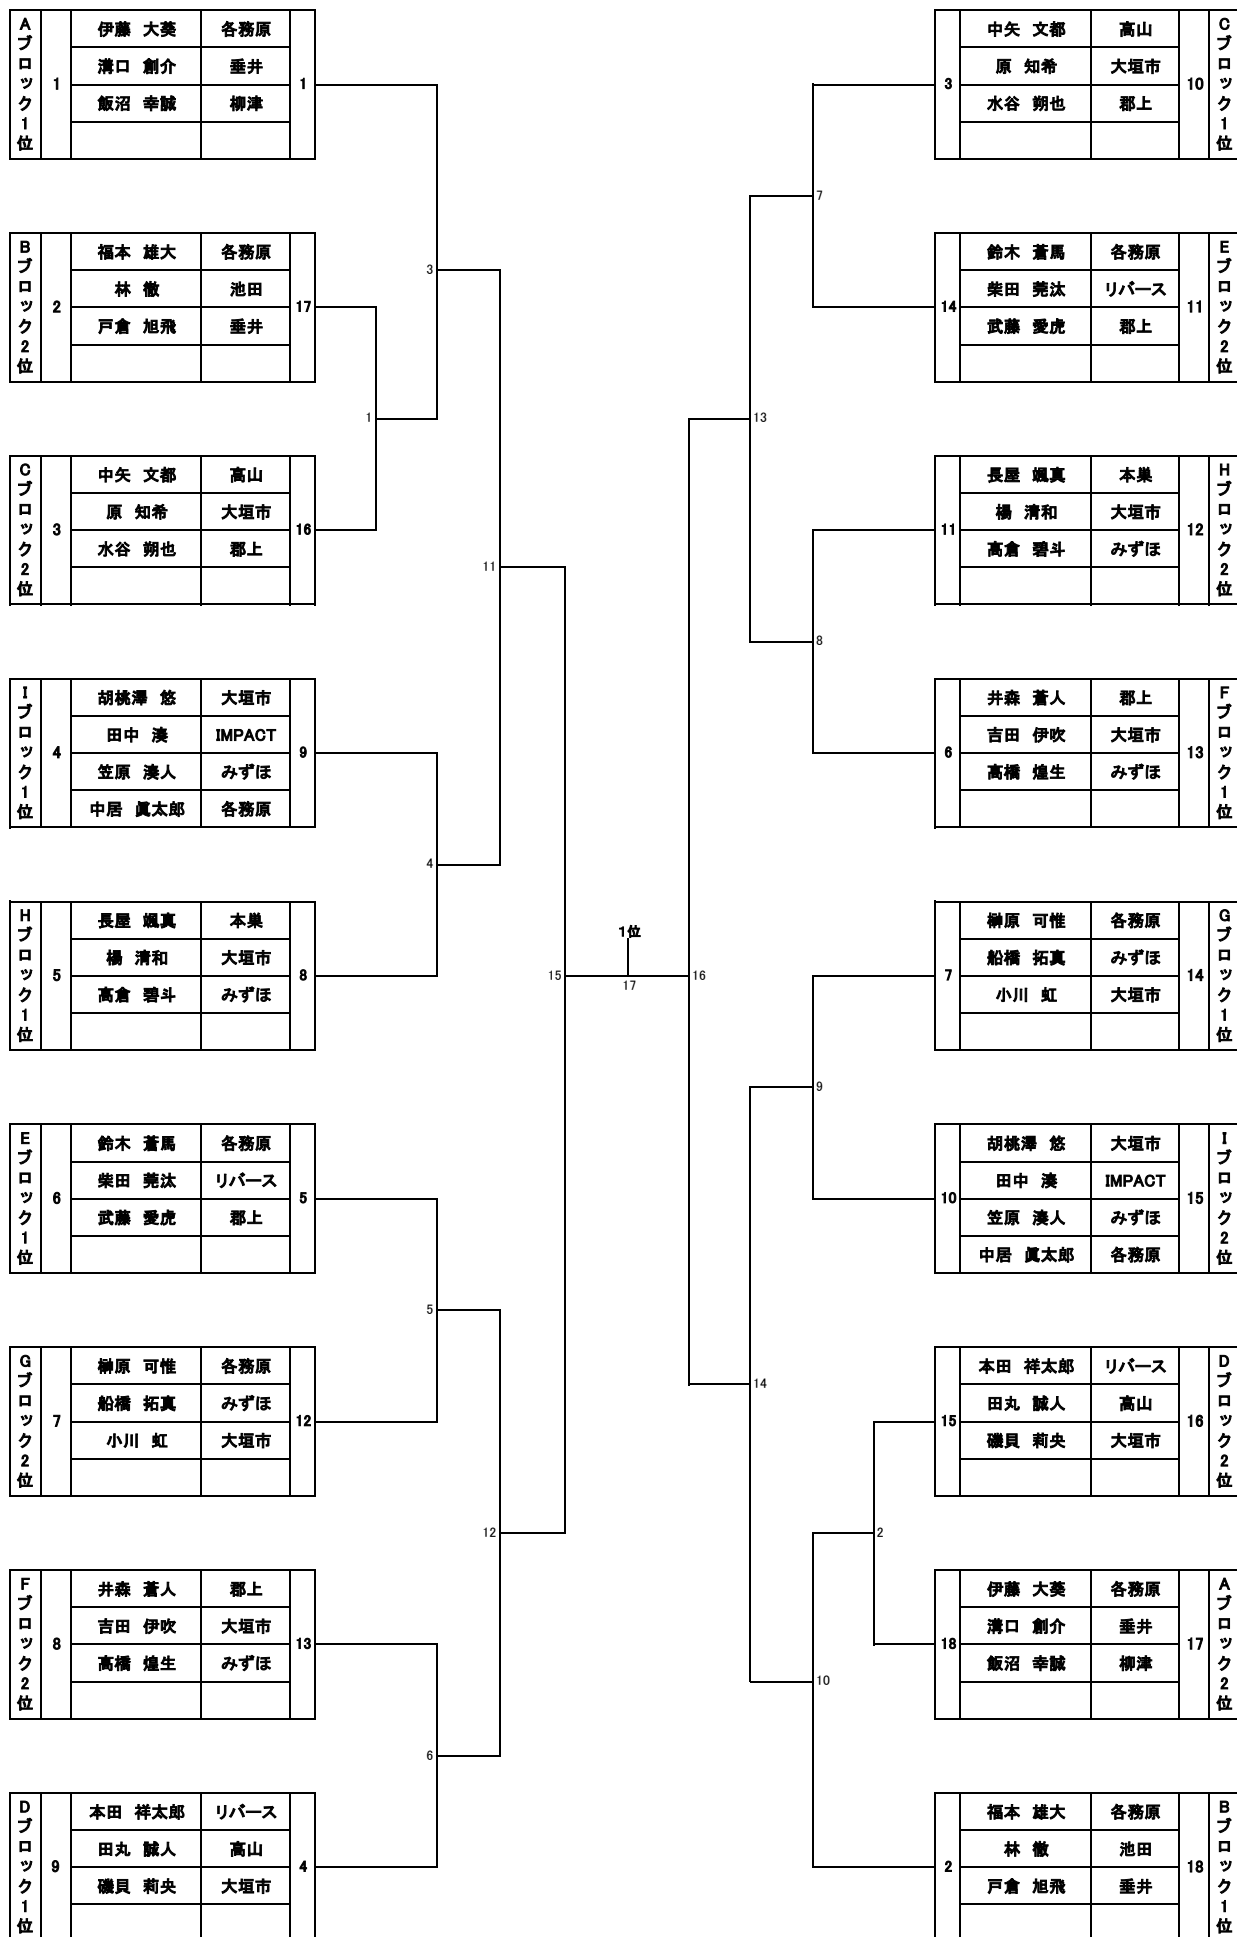 Aブロック1位
1
伊藤 大葵 各務原
溝口 創介 垂井
飯沼 幸誠 柳津
1
Bブロック2位
2
福本 雄大 各務原
林 徹 池田
戸倉 旭飛 垂井
17
Cブロック2位
3
中矢 文都 高山
原 知希 大垣市
水谷 朔也 郡上
16
Iブロック1位
4
胡桃澤 悠 大垣市
田中 湊 IMPACT
笠原 湊人 みずほ
中居 眞太郎 各務原
9
Hブロック1位
5
長屋 颯真 本巣
楊 清和 大垣市
高倉 碧斗 みずほ
8
Eブロック1位
6
鈴木 蒼馬 各務原
柴田 莞汰 リバース
武藤 愛虎 郡上
5
Gブロック2位
7
榊原 可惟 各務原
船橋 拓真 みずほ
小川 虹 大垣市
12
Fブロック2位
8
井森 蒼人 郡上
吉田 伊吹 大垣市
高橋 煌生 みずほ
13
Dブロック1位
9
本田 祥太郎 リバース
田丸 誠人 高山
磯貝 莉央 大垣市
4
3
1
11
4
5
12
6
15
1位
17
16
13
7
8
14
9
2
10
3
中矢 文都 高山
原 知希 大垣市
水谷 朔也 郡上
10
Cブロック1位
14
鈴木 蒼馬 各務原
柴田 莞汰 リバース
武藤 愛虎 郡上
11
Eブロック2位
11
長屋 颯真 本巣
楊 清和 大垣市
高倉 碧斗 みずほ
12
Hブロック2位
6
井森 蒼人 郡上
吉田 伊吹 大垣市
高橋 煌生 みずほ
13
Fブロック1位
7
榊原 可惟 各務原
船橋 拓真 みずほ
小川 虹 大垣市
14
Gブロック1位
10
胡桃澤 悠 大垣市
田中 湊 IMPACT
笠原 湊人 みずほ
中居 眞太郎 各務原
15
Iブロック2位
15
本田 祥太郎 リバース
田丸 誠人 高山
磯貝 莉央 大垣市
16
Dブロック2位
18
伊藤 大葵 各務原
溝口 創介 垂井
飯沼 幸誠 柳津
17
Aブロック2位
2
福本 雄大 各務原
林 徹 池田
戸倉 旭飛 垂井
18
Bブロック1位